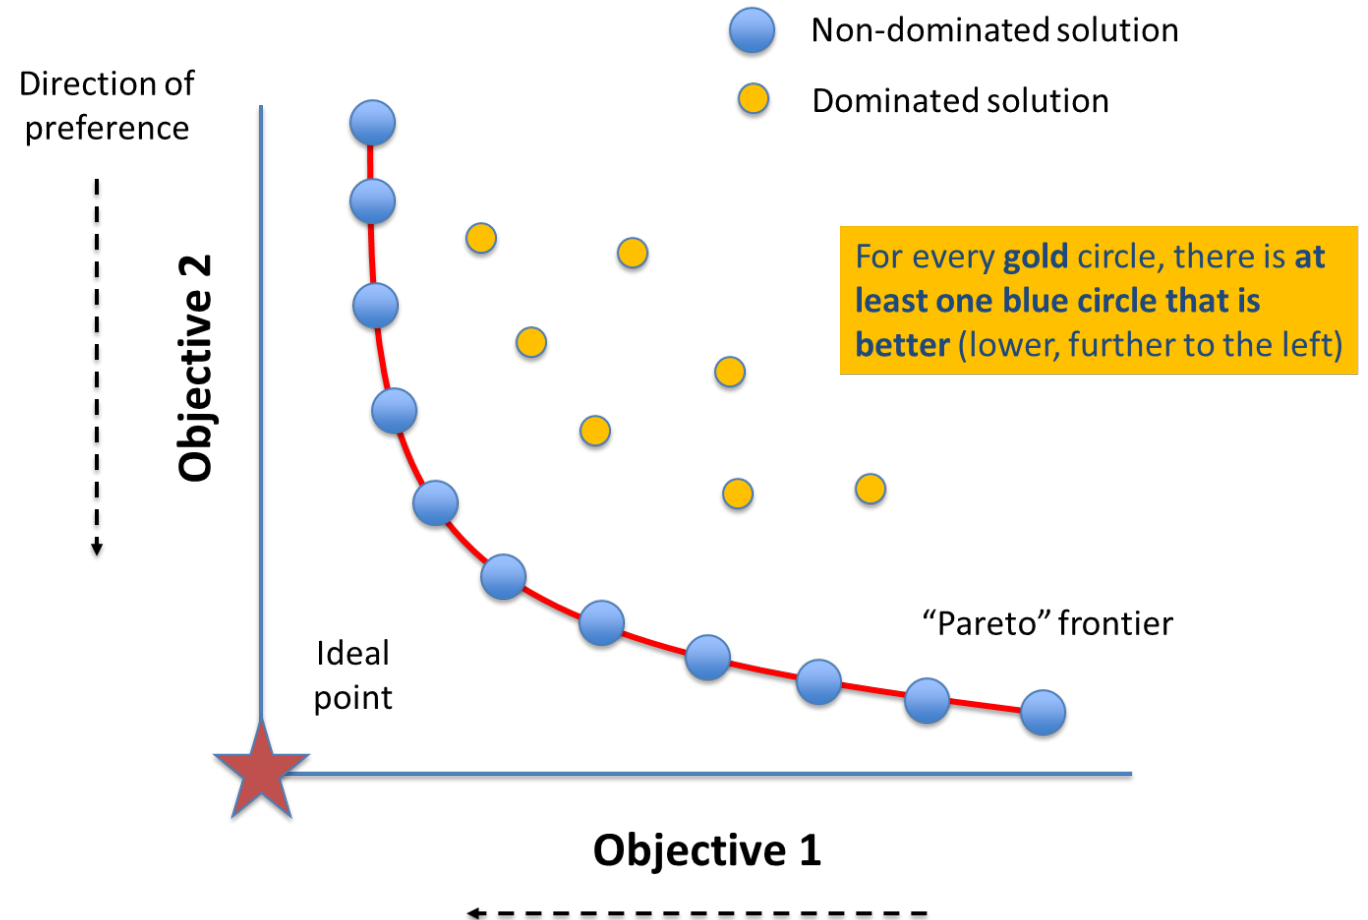 Non-dominated solution
Dominated solution
Direction of
preference
Objective 2
For every gold circle, there is at
least one blue circle that is
better (lower, further to the left)
“Pareto” frontier
Ideal
point
Objective 1